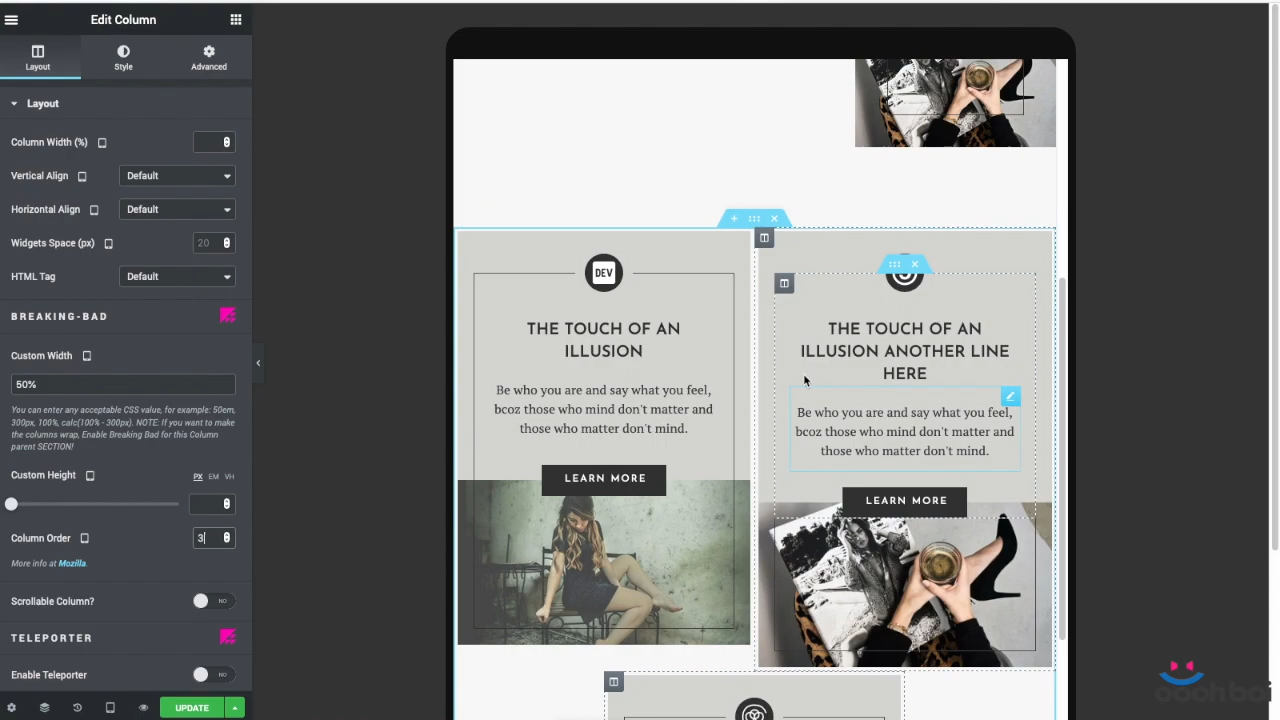 Edit Column
Layout
Style
Advanced
Layout
Column Width (%)
Vertical Align
Default
Horizontal Align
Default
Widgets Space (px)
20
HTML Tag
Default
BREAKING-BAD
Custom Width
50%
You can enter any acceptable CSS value, for example: 50em,
300px, 100%, calc(100% - 300px). NOTE: If you want to make
the columns wrap, Enable Breaking Bad for this Column
parent SECTION!
Custom Height
PX EM VH
Column Order
3
More info at Mozilla.
Scrollable Column?
NO
TELEPORTER
Enable Teleporter
NO
UPDATE
DEV
THE TOUCH OF AN
ILLUSION
Be who you are and say what you feel,
bcoz those who mind don't matter and
those who matter don't mind.
LEARN MORE
THE TOUCH OF AN
ILLUSION ANOTHER LINE
HERE
Be who you are and say what you feel,
bcoz those who mind don't matter and
those who matter don't mind.
LEARN MORE
oooh boi